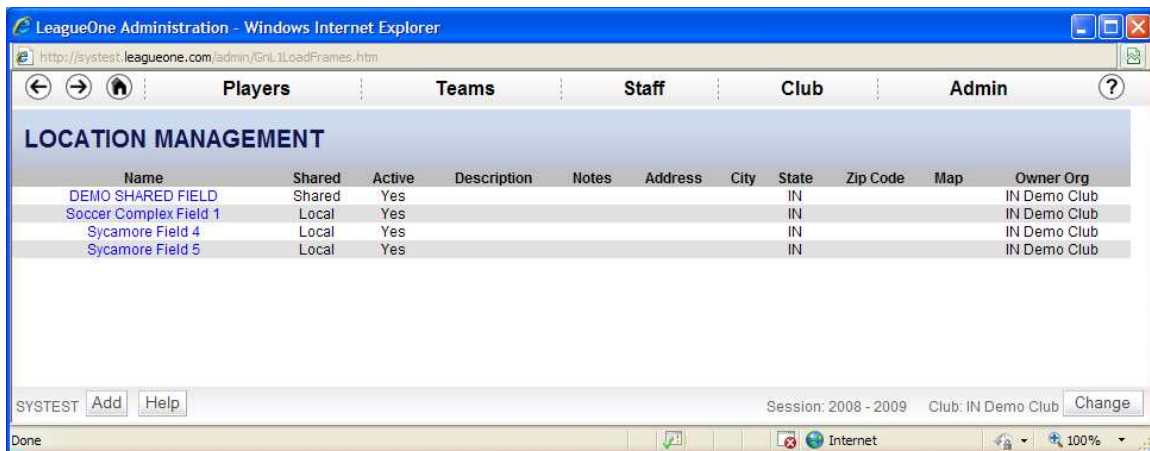 LeagueOne Administration - Windows Internet Explorer
http://systest.leagueone.com/admin/GnL1LoadFrames.htm
Players Teams Staff Club Admin ?
LOCATION MANAGEMENT
Name Shared Active Description Notes Address City State Zip Code Map Owner Org
DEMO SHARED FIELD Shared Yes IN IN Demo Club
Soccer Complex Field 1 Local Yes IN IN Demo Club
Sycamore Field 4 Local Yes IN IN Demo Club
Sycamore Field 5 Local Yes IN IN Demo Club
SYSTEST Add Help Session: 2008 - 2009 Club: IN Demo Club Change
Done Internet 100%